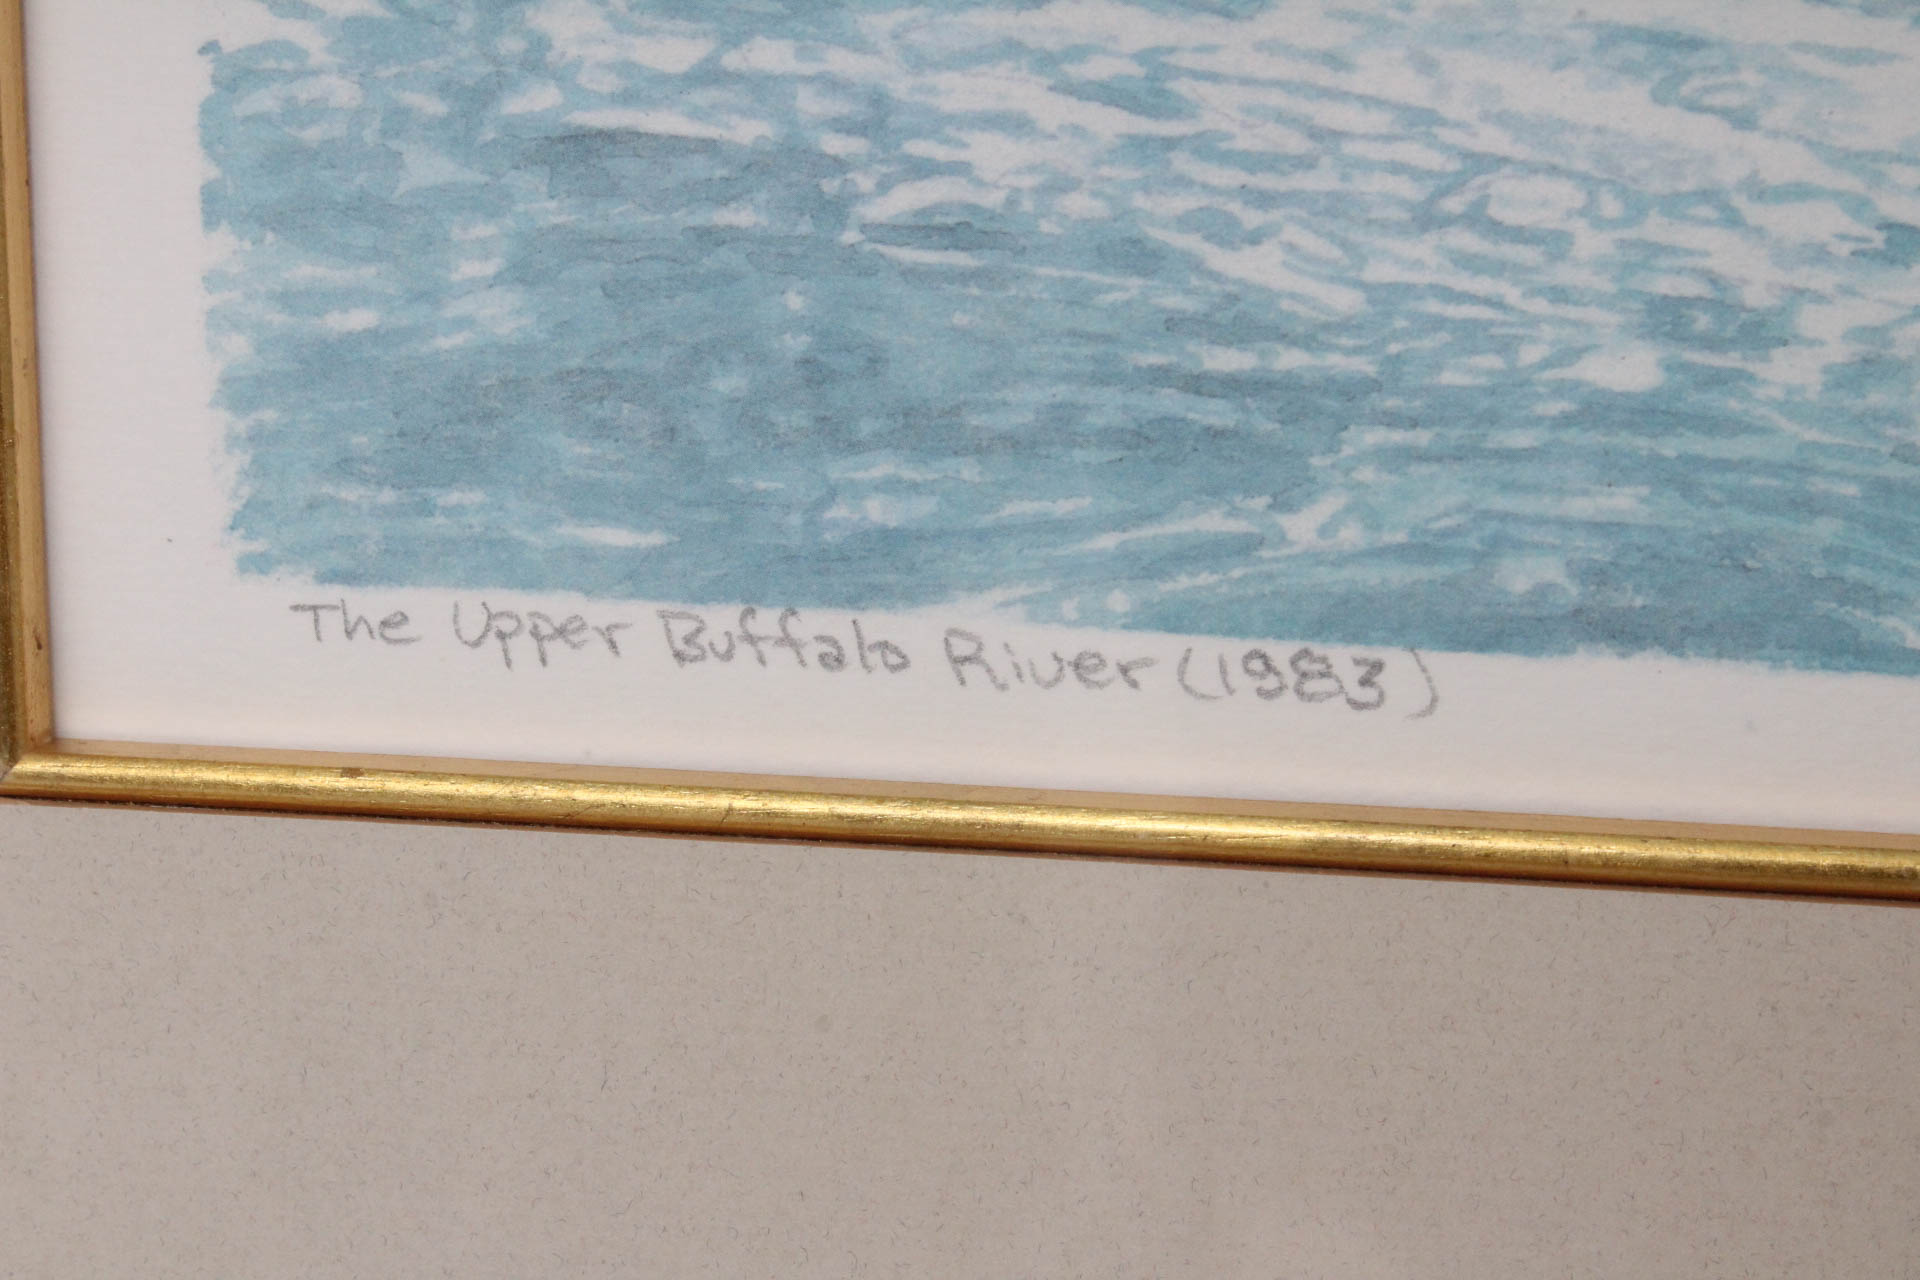 The Upper Buffalo River (1983)